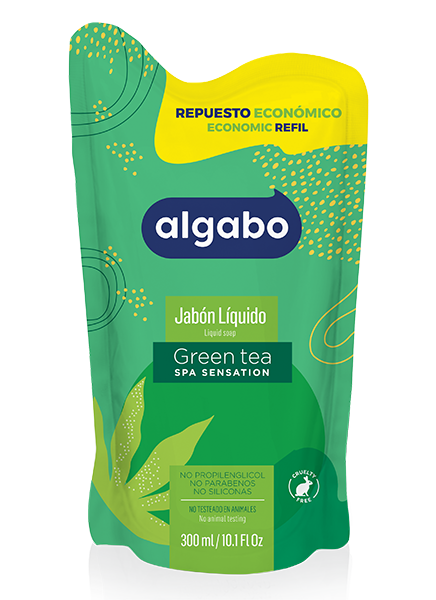 REPUESTO ECONÓMICO
ECONOMIC REFIL
algabo
Jabón Líquido
Liquid soap
Green tea
SPA SENSATION
NO PROPILENGLICOL
NO PARABENOS
NO SILICONAS
NO TESTEADO EN ANIMALES
No animal testing
300 ml / 10.1 Fl Oz
CRUELTY
FREE